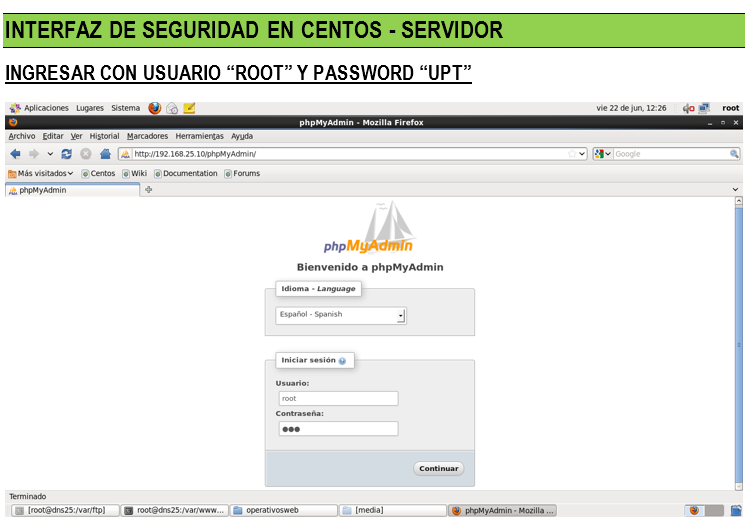 INTERFAZ DE SEGURIDAD EN CENTOS - SERVIDOR
INGRESAR CON USUARIO “ROOT” Y PASSWORD “UPT”
Aplicaciones Lugares Sistema vie 22 de jun, 12:26 root
phpMyAdmin - Mozilla Firefox
Archivo Editar Ver Historial Marcadores Herramientas Ayuda
http://192.168.25.10/phpMyAdmin/ Google
Más visitados Centos Wiki Documentation Forums
phpMyAdmin
phpMyAdmin
Bienvenido a phpMyAdmin
Idioma - Language
Español - Spanish
Iniciar sesión
Usuario:
root
Contraseña:
●●●
Continuar
Terminado
[root@dns25:/var/ftp] root@dns25:/var/www... operativosweb [media] phpMyAdmin - Mozilla ...